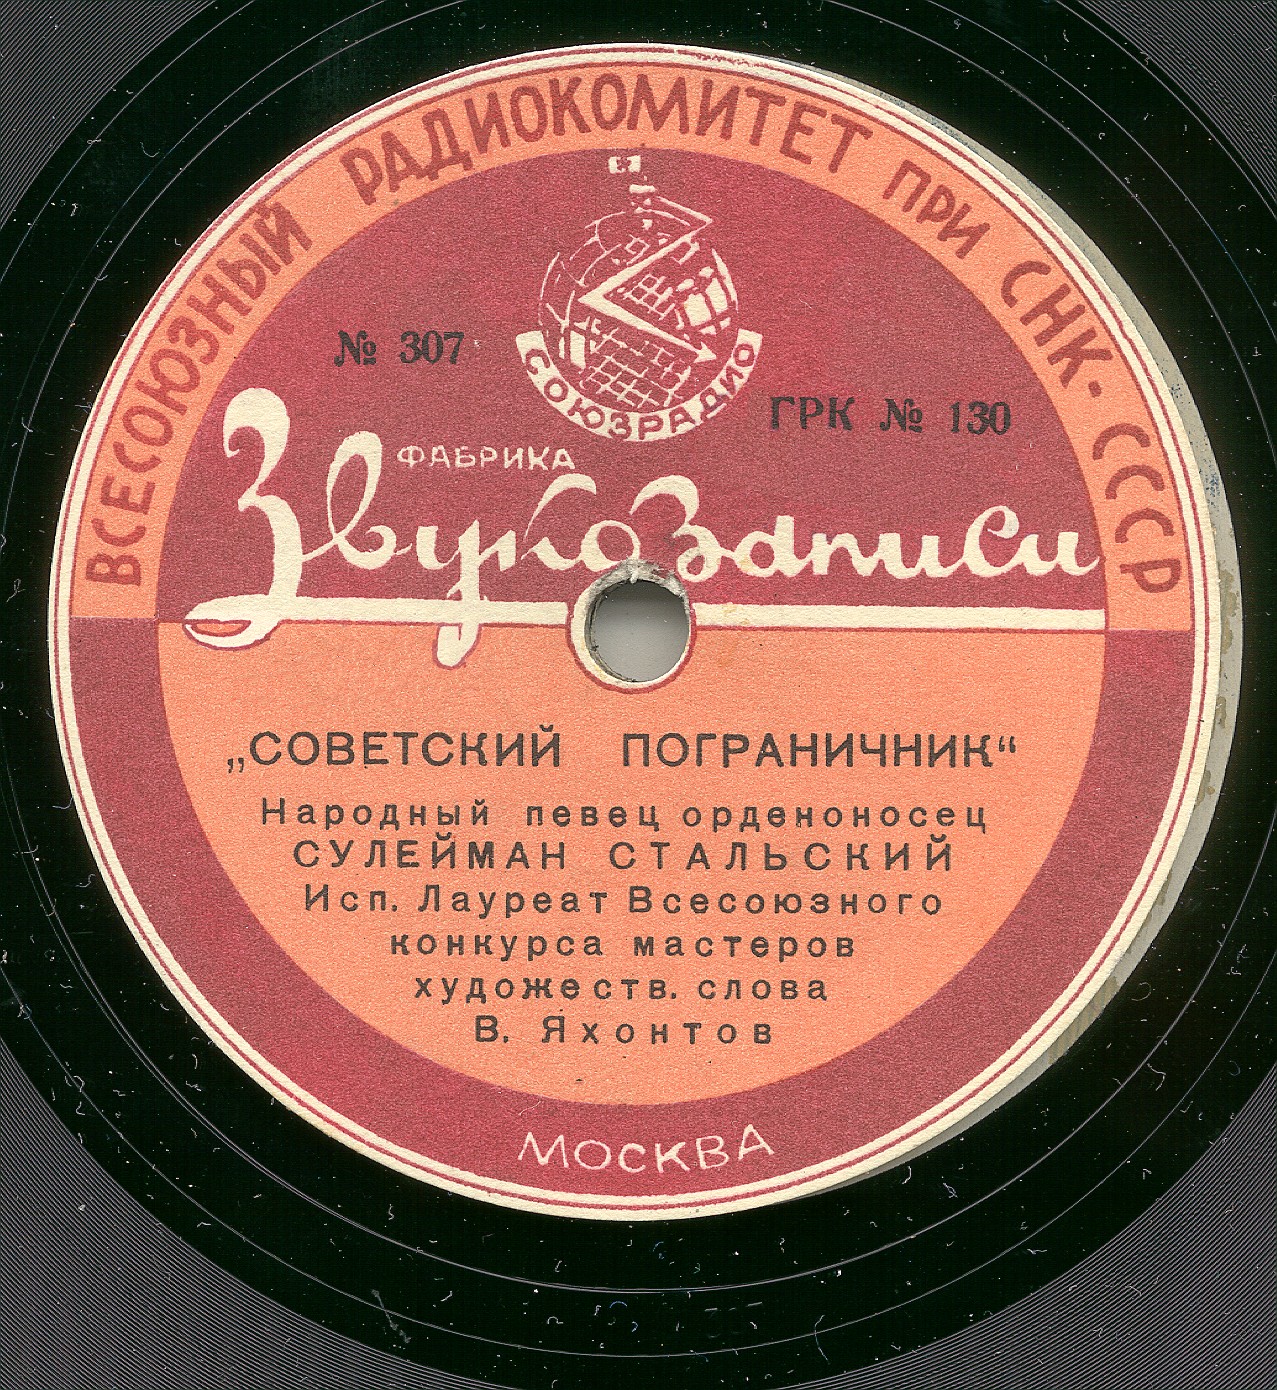 ВСЕСОЮЗНЫЙ РАДИОКОМИТЕТ ПРИ СНК·СССР
СОЮЗРАДИО
№ 307
ГРК № 130
ФАБРИКА
ЗвукоЗаписи
„СОВЕТСКИЙ ПОГРАНИЧНИК“
Народный певец орденоносец
СУЛЕЙМАН СТАЛЬСКИЙ
Исп. Лауреат Всесоюзного
конкурса мастеров
художеств. слова
В. Яхонтов
МОСКВА